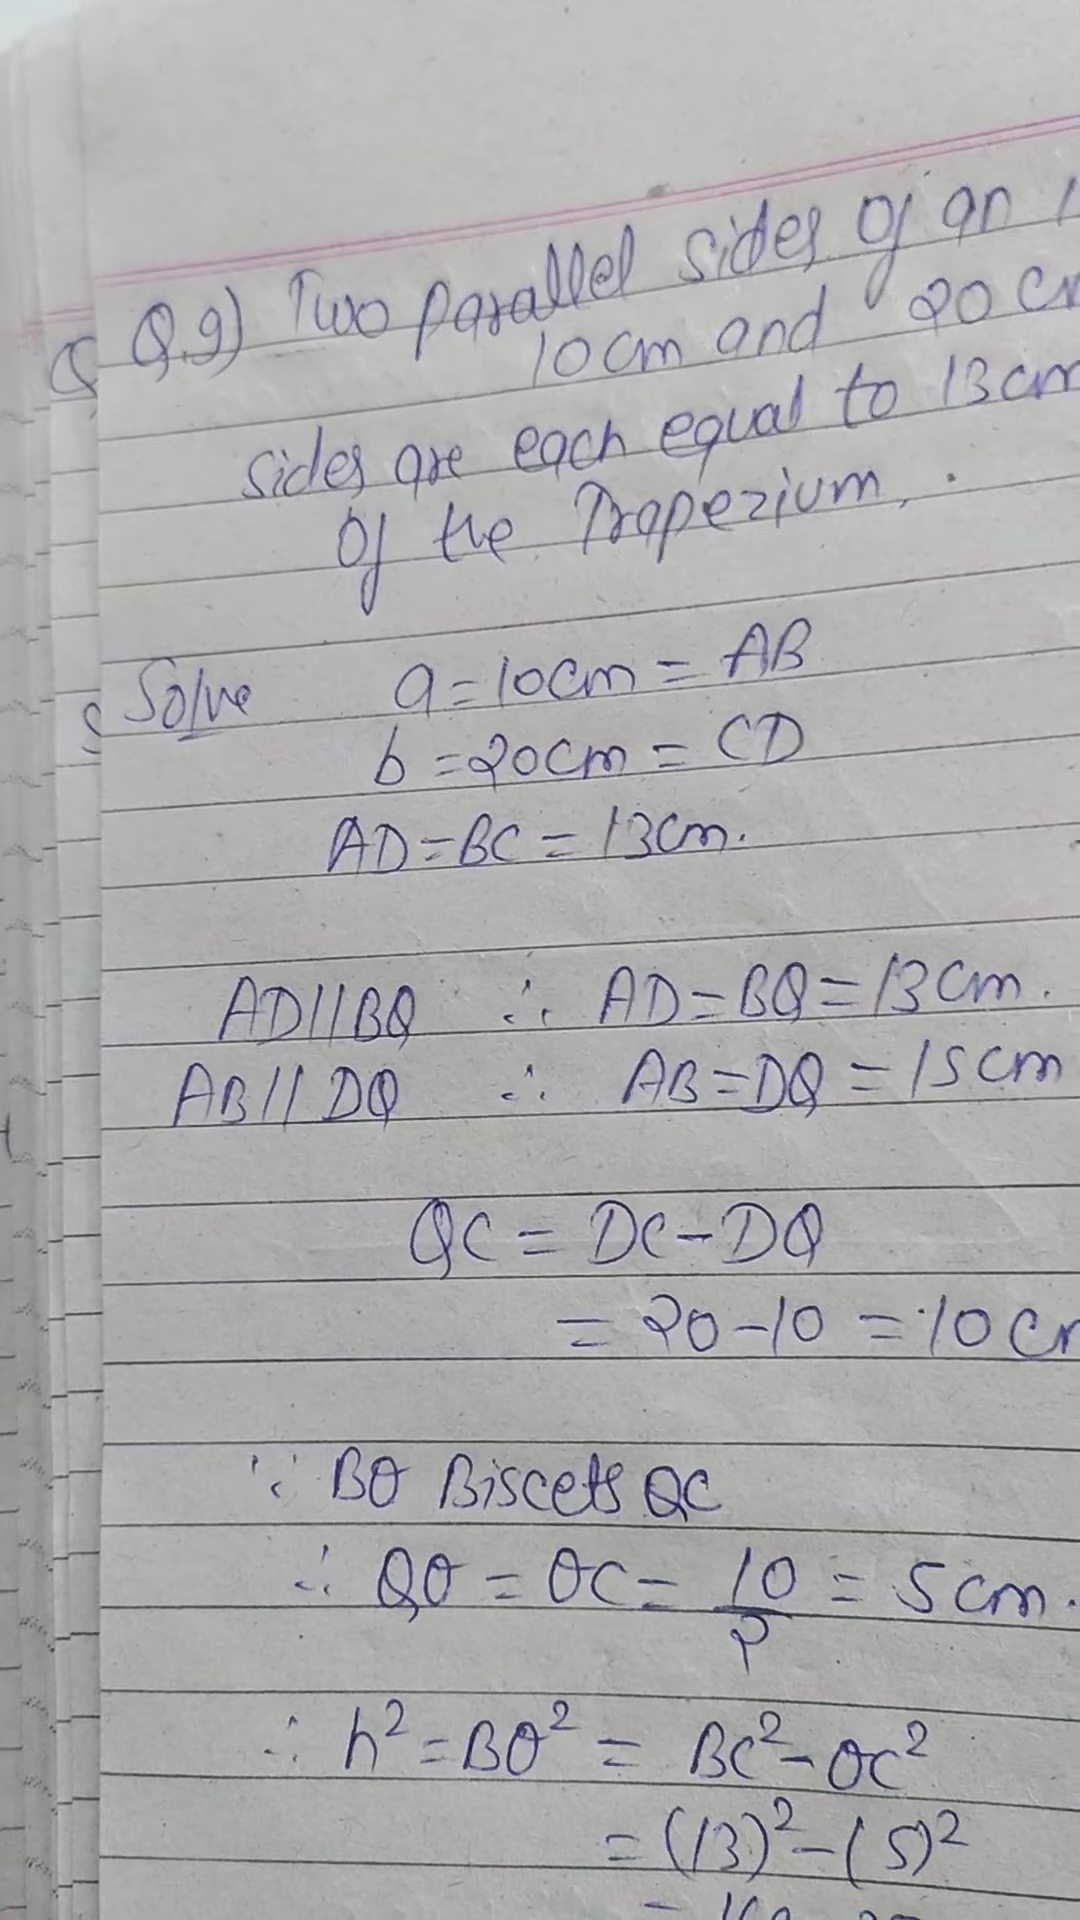 Q.9) Two parallel sides of an
10cm and 20 cm
sides are each equal to 13cm
of the Trapezium.
Solve a=10cm = AB
b=20cm = CD
AD=BC = 13cm.
AD//BQ ∴ AD=BQ=13cm.
AB//DQ ∴ AB=DQ=15cm
QC = DC-DQ
= 20-10 = 10 cm
∵ BO Biscets QC
∴ QO = OC = 10/2 = 5cm.
∴ h² = BO² = BC² - OC²
= (13)² - (5)²